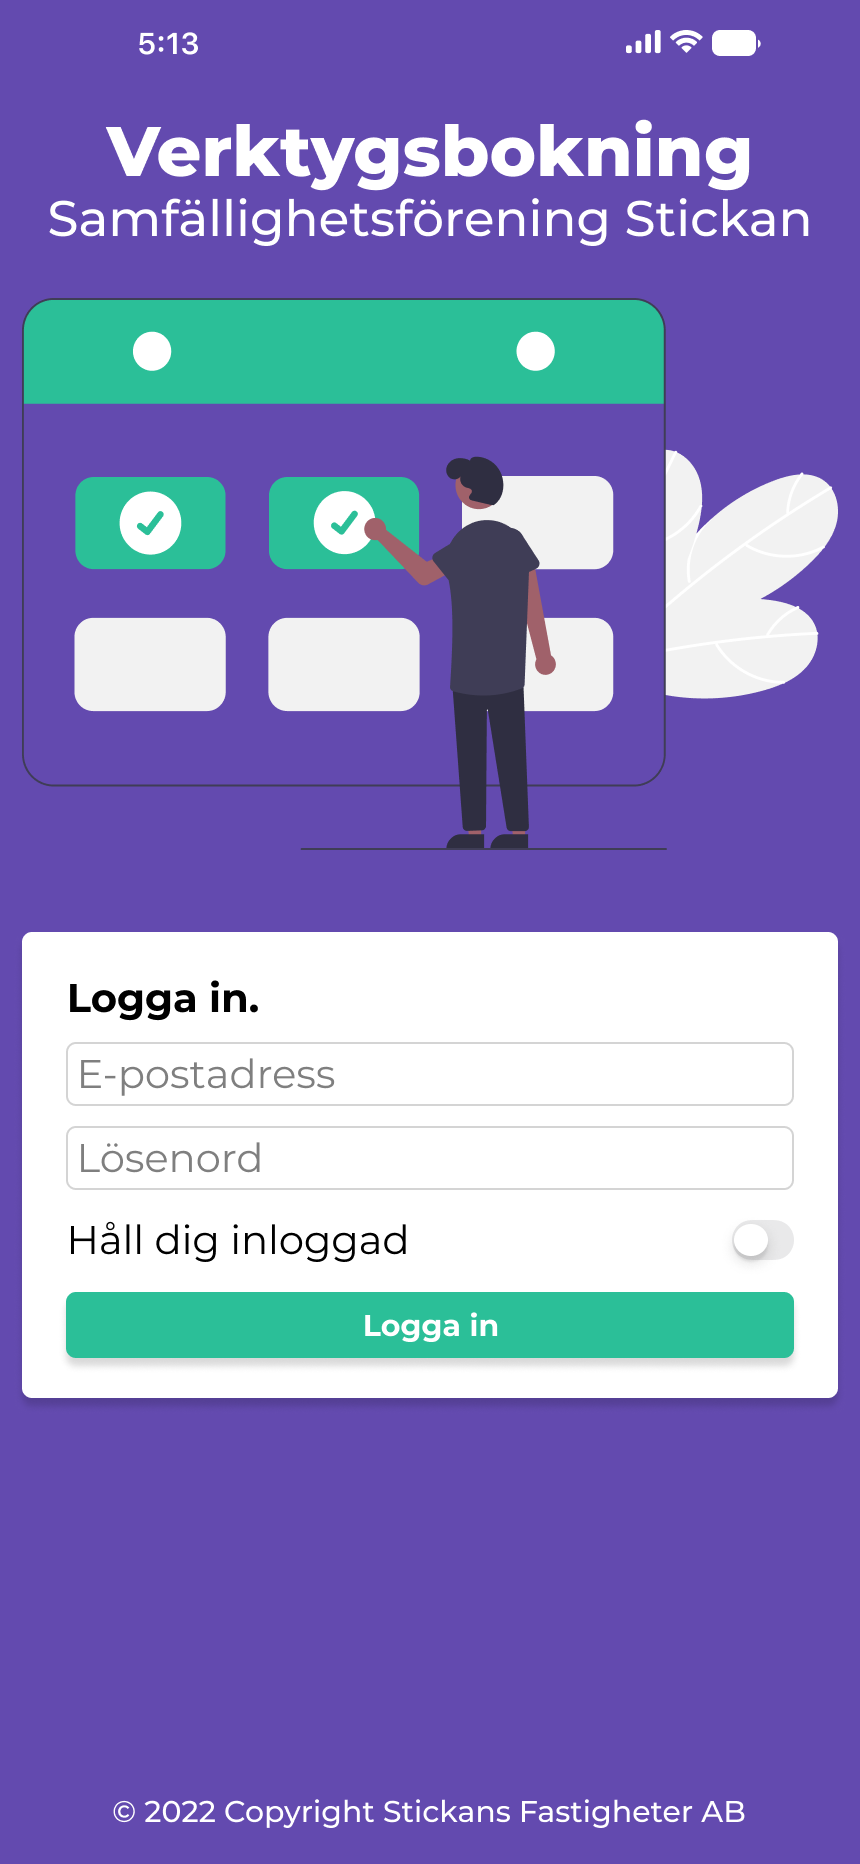 5:13
Verktygsbokning
Samfällighetsförening Stickan
Logga in.
E-postadress
Lösenord
Håll dig inloggad
Logga in
© 2022 Copyright Stickans Fastigheter AB